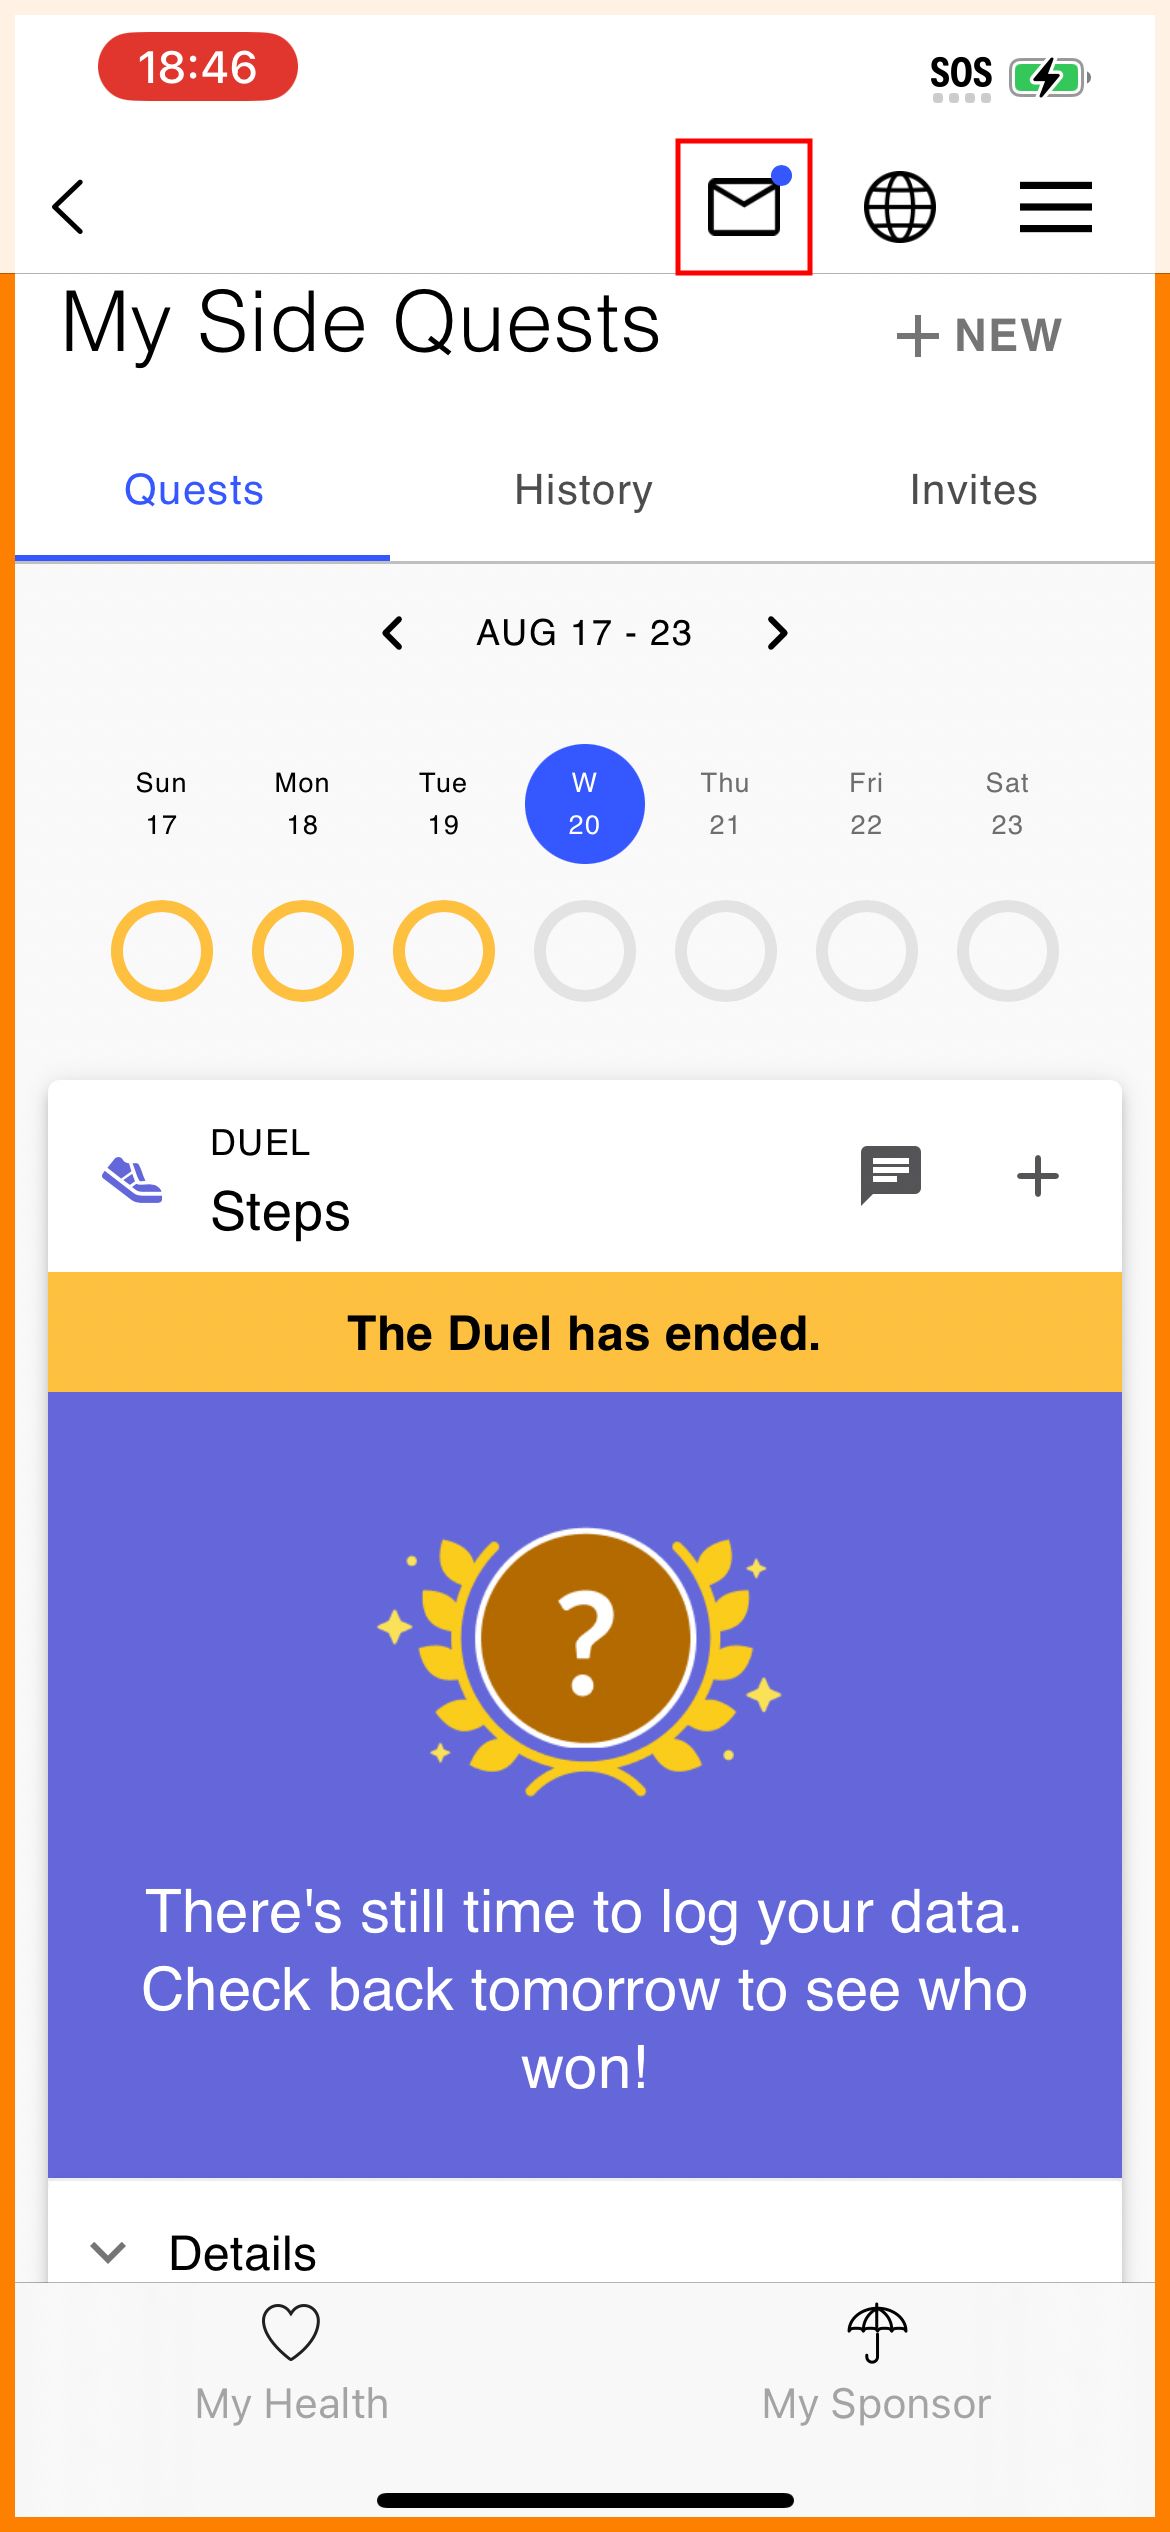 18:46
SOS
My Side Quests
+ NEW
Quests History Invites
AUG 17 - 23
Sun Mon Tue W Thu Fri Sat
17 18 19 20 21 22 23
DUEL
Steps
The Duel has ended.
?
There's still time to log your data.
Check back tomorrow to see who
won!
Details
My Health My Sponsor